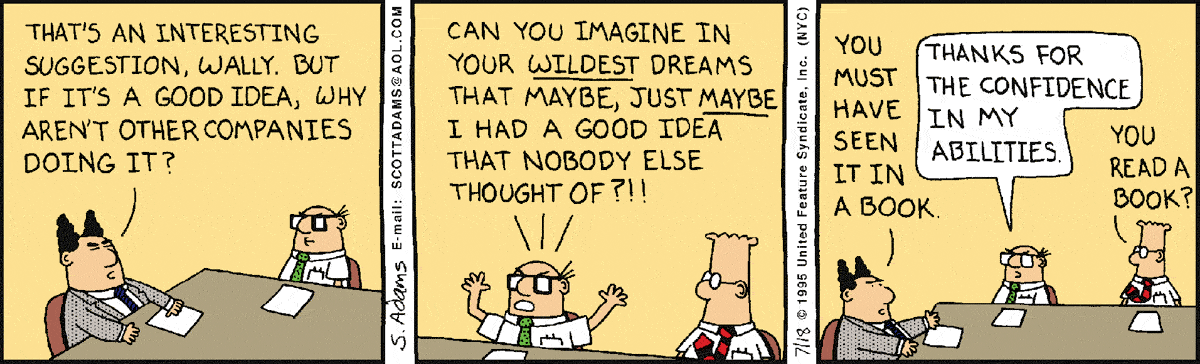 THAT'S AN INTERESTING
SUGGESTION, WALLY. BUT
IF IT'S A GOOD IDEA, WHY
AREN'T OTHER COMPANIES
DOING IT?
S. Adams E-mail: SCOTTADAMS@AOL.COM
CAN YOU IMAGINE IN
YOUR WILDEST DREAMS
THAT MAYBE, JUST MAYBE
I HAD A GOOD IDEA
THAT NOBODY ELSE
THOUGHT OF?!!
7/18 © 1995 United Feature Syndicate, Inc. (NYC)
YOU
MUST
HAVE
SEEN
IT IN
A BOOK.
THANKS FOR
THE CONFIDENCE
IN MY
ABILITIES.
YOU
READ A
BOOK?